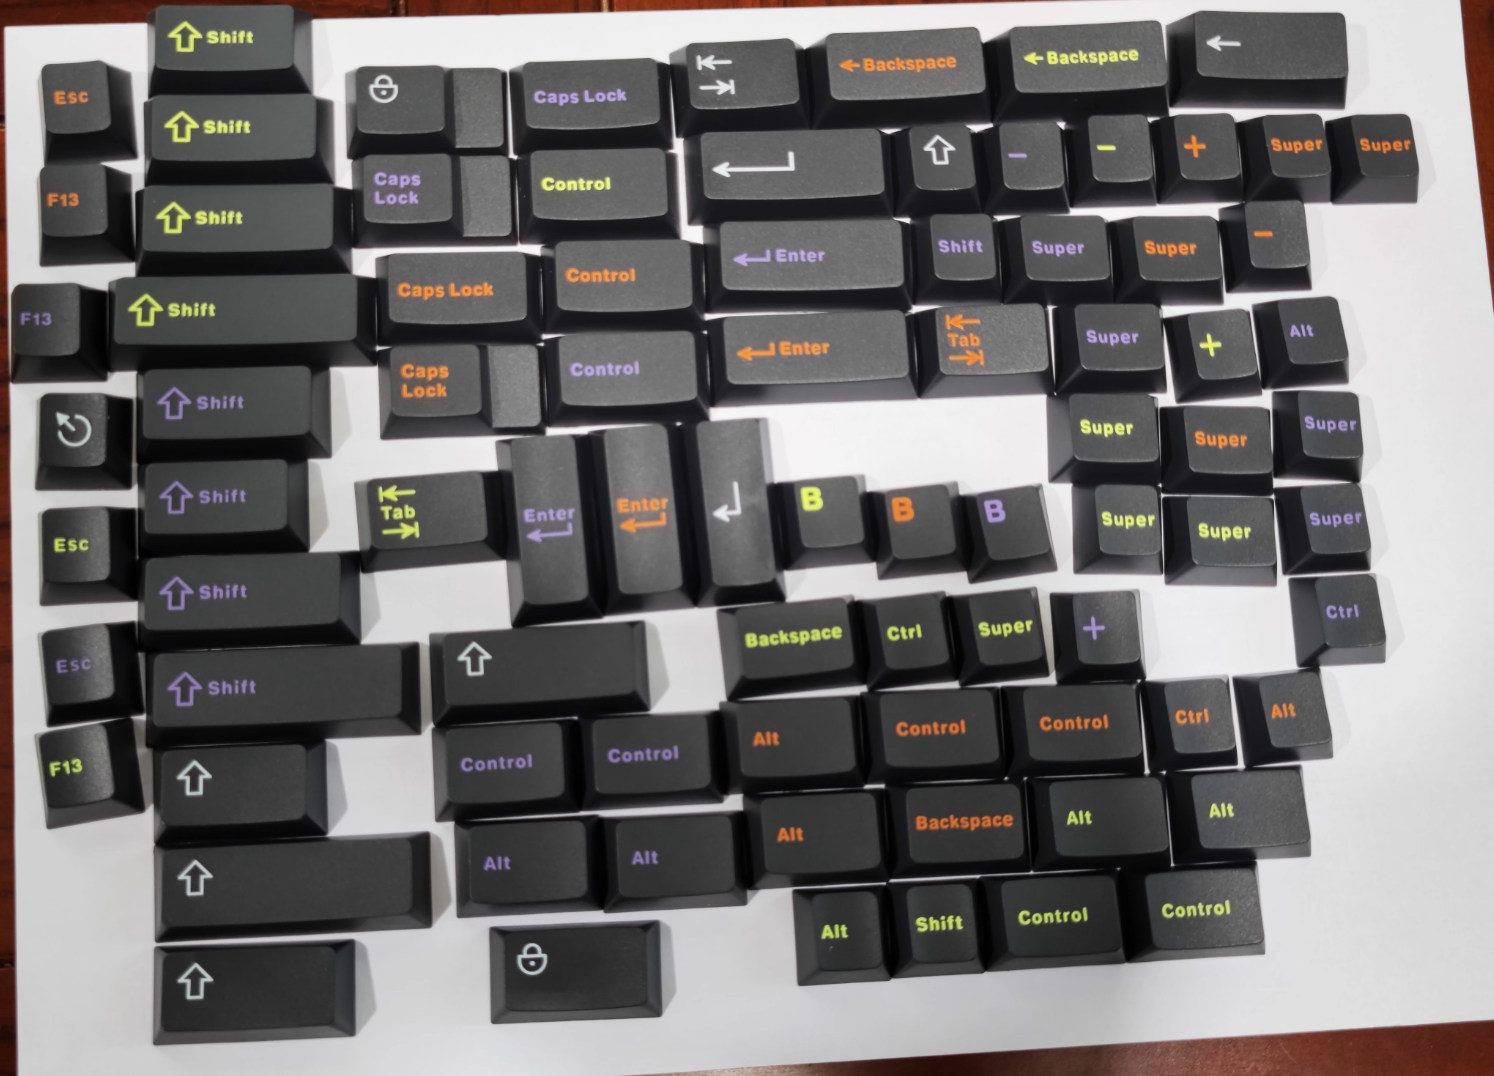 Shift
Esc
Shift
Caps Lock
Backspace
Backspace
F13
Shift
Caps
Lock
Control
-
-
+
Super
Super
F13
Shift
Caps Lock
Control
Enter
Shift
Super
Super
-
Shift
Caps
Lock
Control
Enter
Tab
Super
+
Alt
Esc
Shift
Tab
Enter
Enter
B
B
B
Super
Super
Super
Super
Super
Super
Esc
Shift
Backspace
Ctrl
Super
+
Ctrl
F13
Shift
Control
Control
Alt
Control
Control
Ctrl
Alt
Alt
Alt
Alt
Backspace
Alt
Alt
Alt
Shift
Control
Control